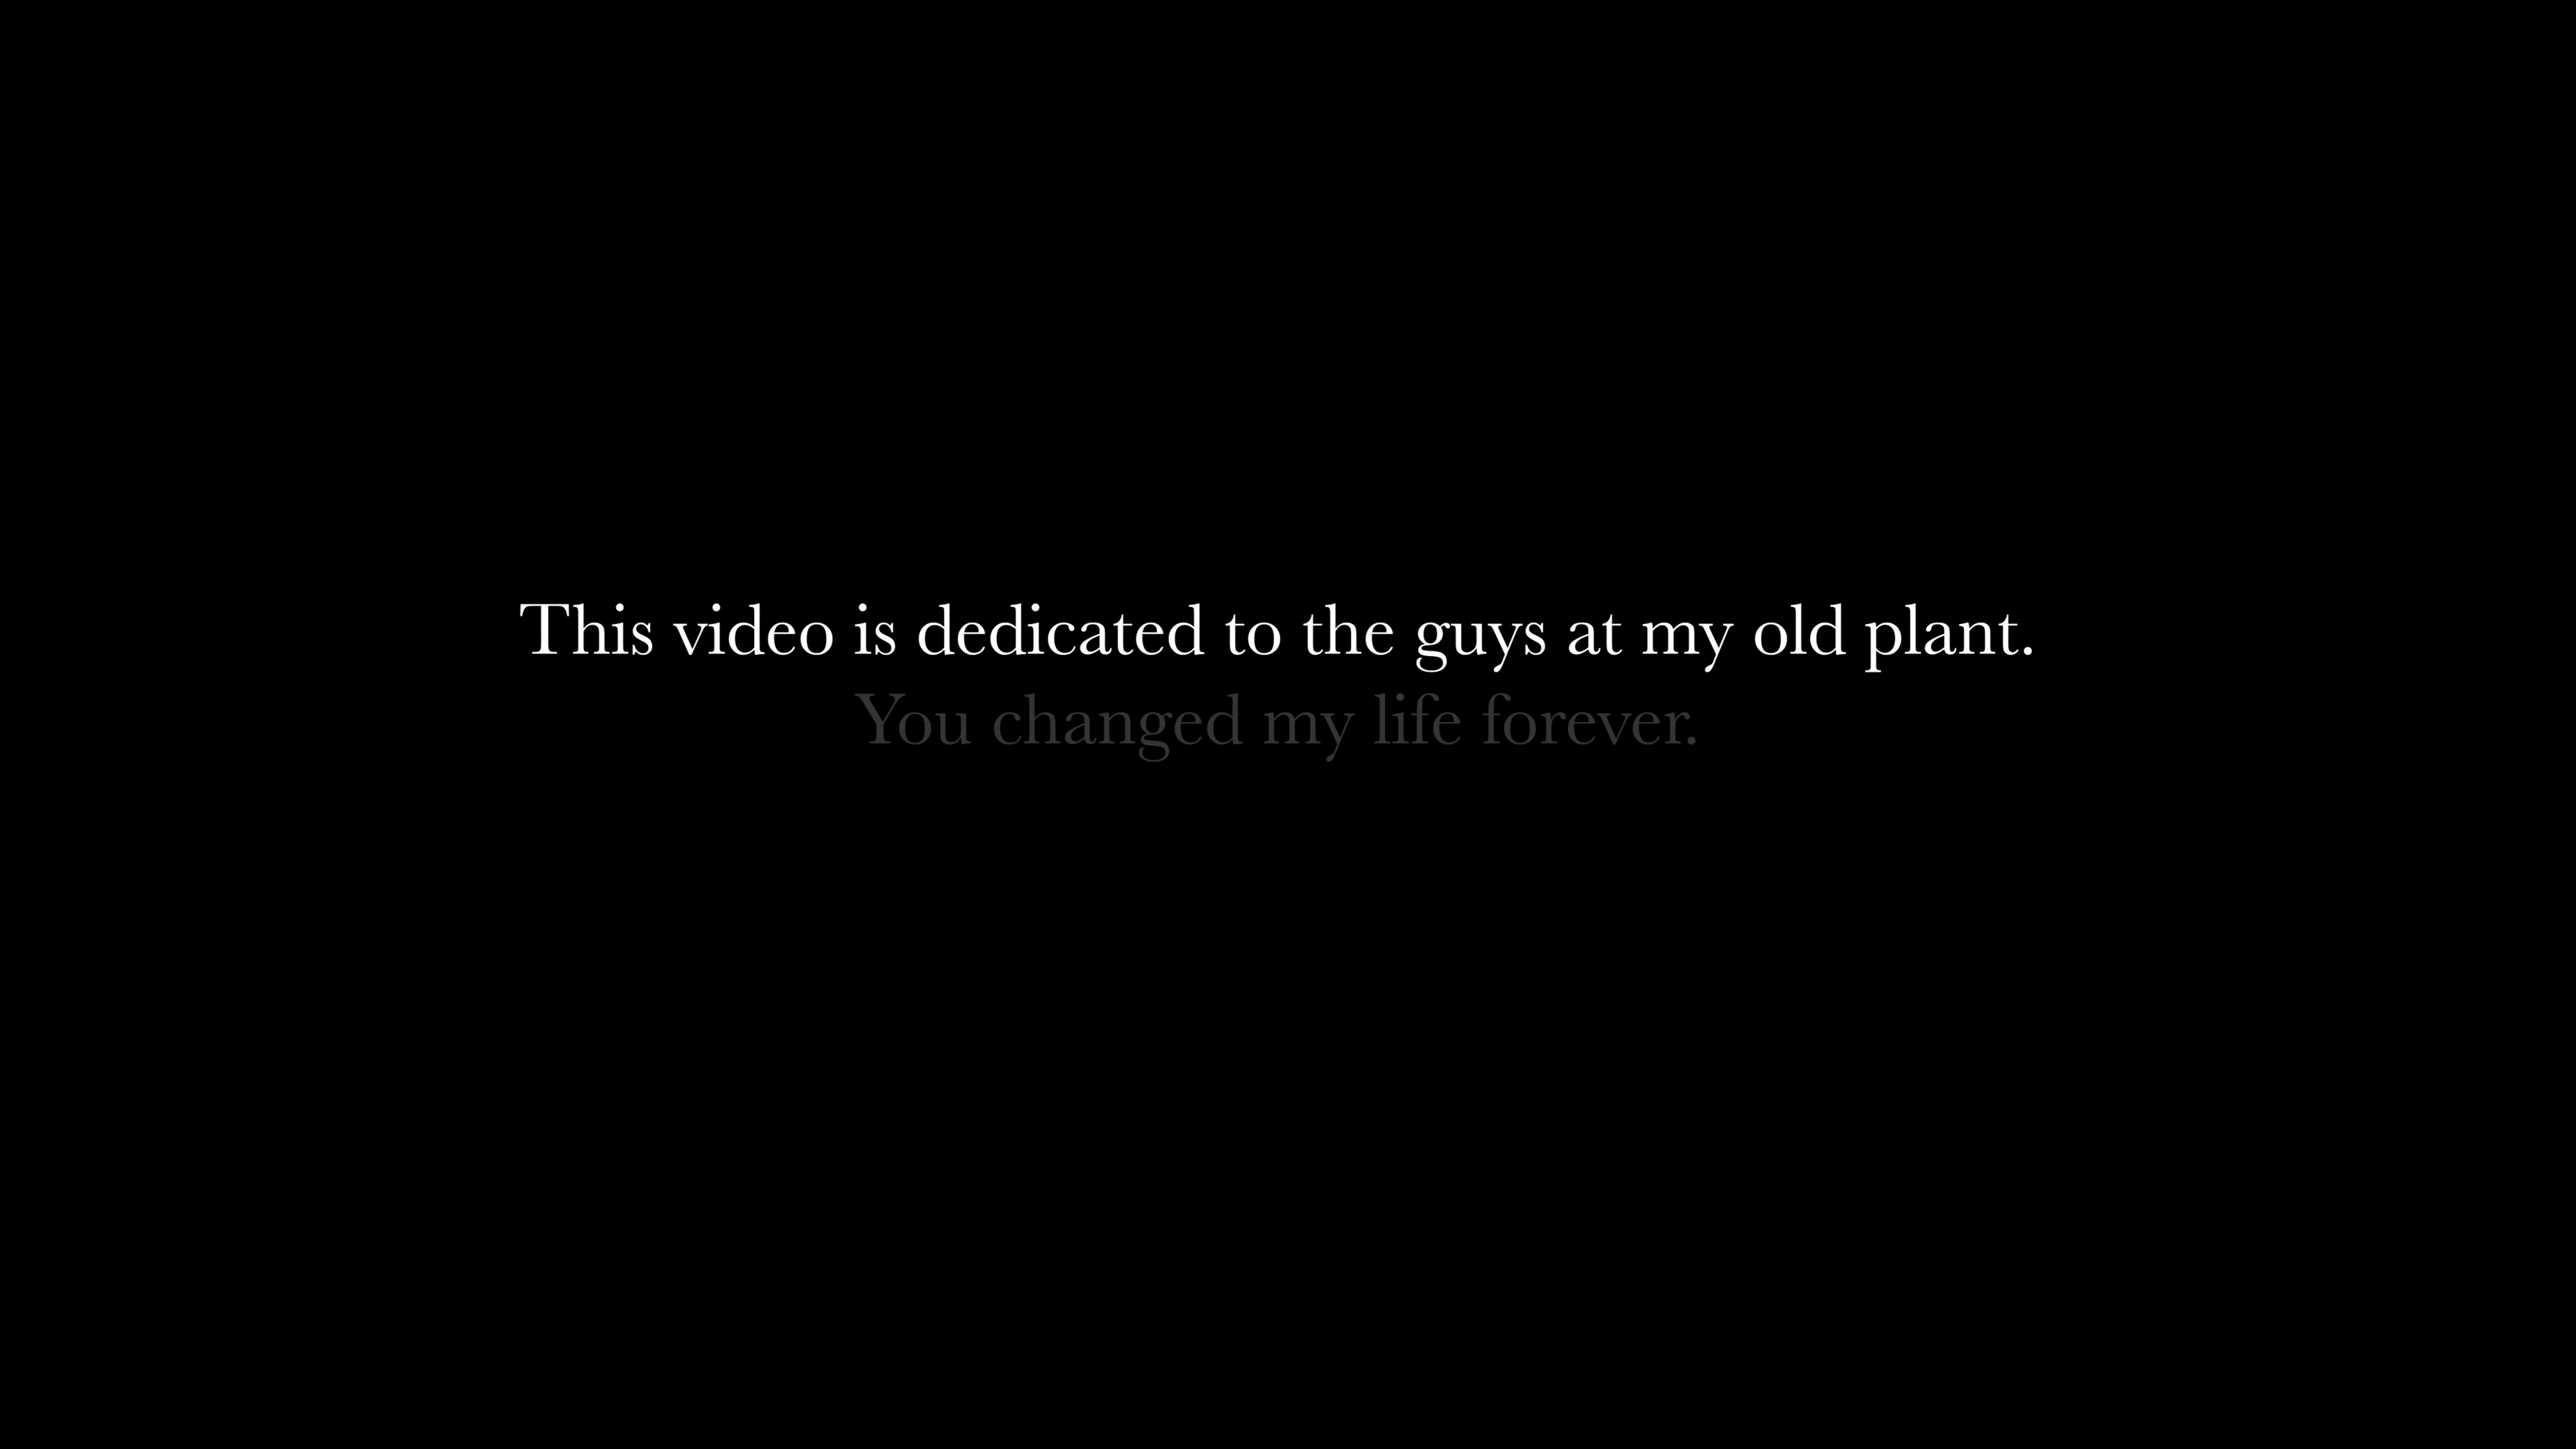 This video is dedicated to the guys at my old plant.
You changed my life forever.